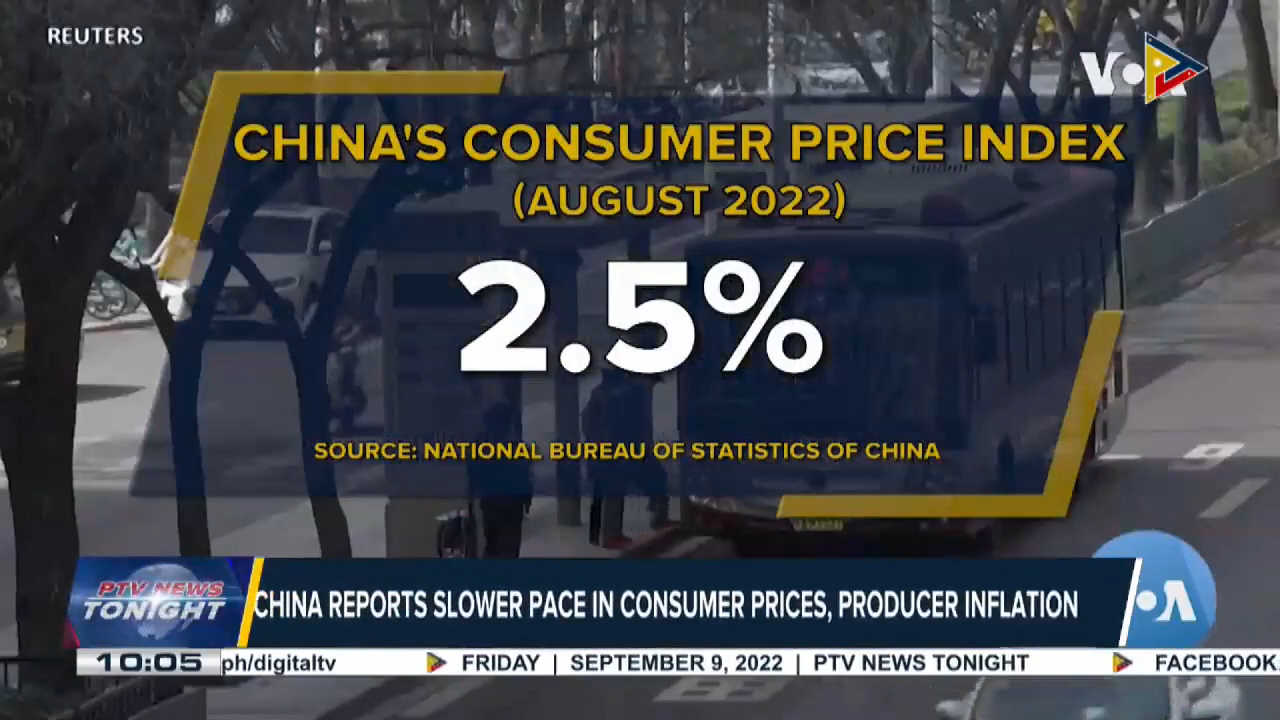 REUTERS
VOA
CHINA'S CONSUMER PRICE INDEX
(AUGUST 2022)
2.5%
SOURCE: NATIONAL BUREAU OF STATISTICS OF CHINA
PTV NEWS
TONIGHT
CHINA REPORTS SLOWER PACE IN CONSUMER PRICES, PRODUCER INFLATION
10:05
ph/digitaltv
FRIDAY | SEPTEMBER 9, 2022 | PTV NEWS TONIGHT
FACEBOOK: